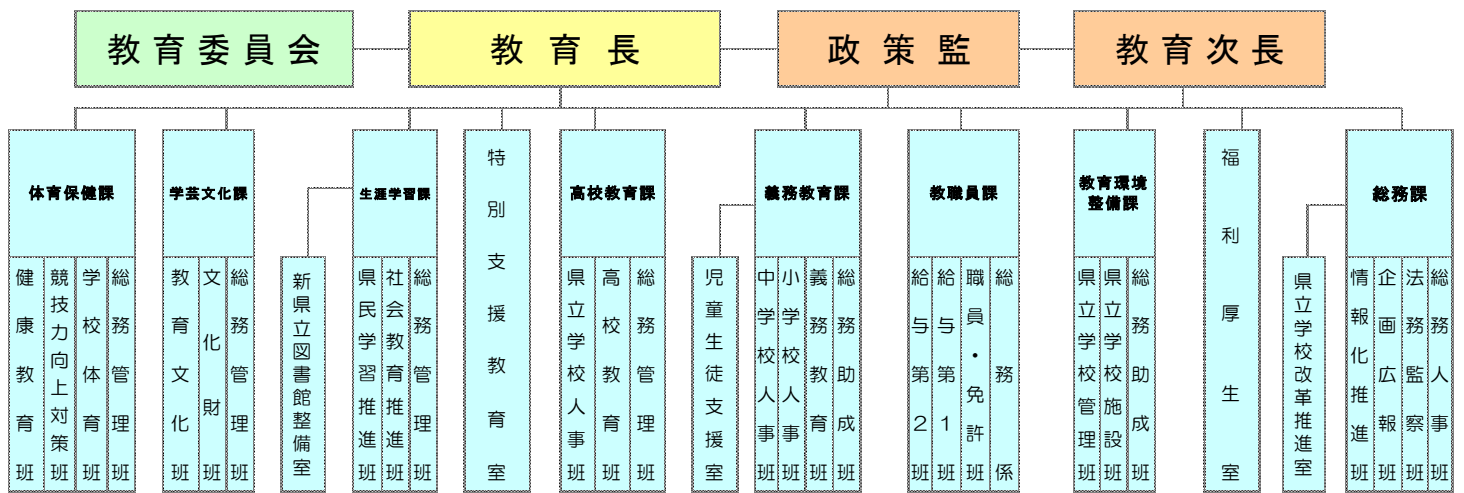 教育委員会
教育長
政策監
教育次長
体育保健課
健康教育班
競技力向上対策班
学校体育班
総務管理班
学芸文化課
教育文化班
文化財班
総務管理班
新県立図書館整備室
生涯学習課
県民学習推進班
社会教育推進班
総務管理班
特別支援教育室
高校教育課
県立学校人事班
高校教育班
総務管理班
児童生徒支援室
義務教育課
中学校人事班
小学校人事班
義務教育班
総務助成班
教職員課
給与第2班
給与第1班
職員・免許班
総務係
教育環境
整備課
県立学校管理班
県立学校施設班
総務助成班
福利厚生室
県立学校改革推進室
総務課
情報化推進班
企画広報班
法務監察班
総務人事班